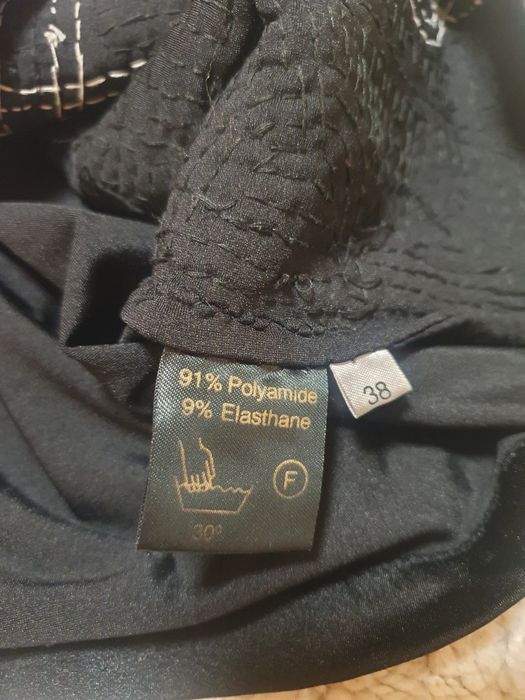 91% Polyamide
9% Elasthane
38
F
30°